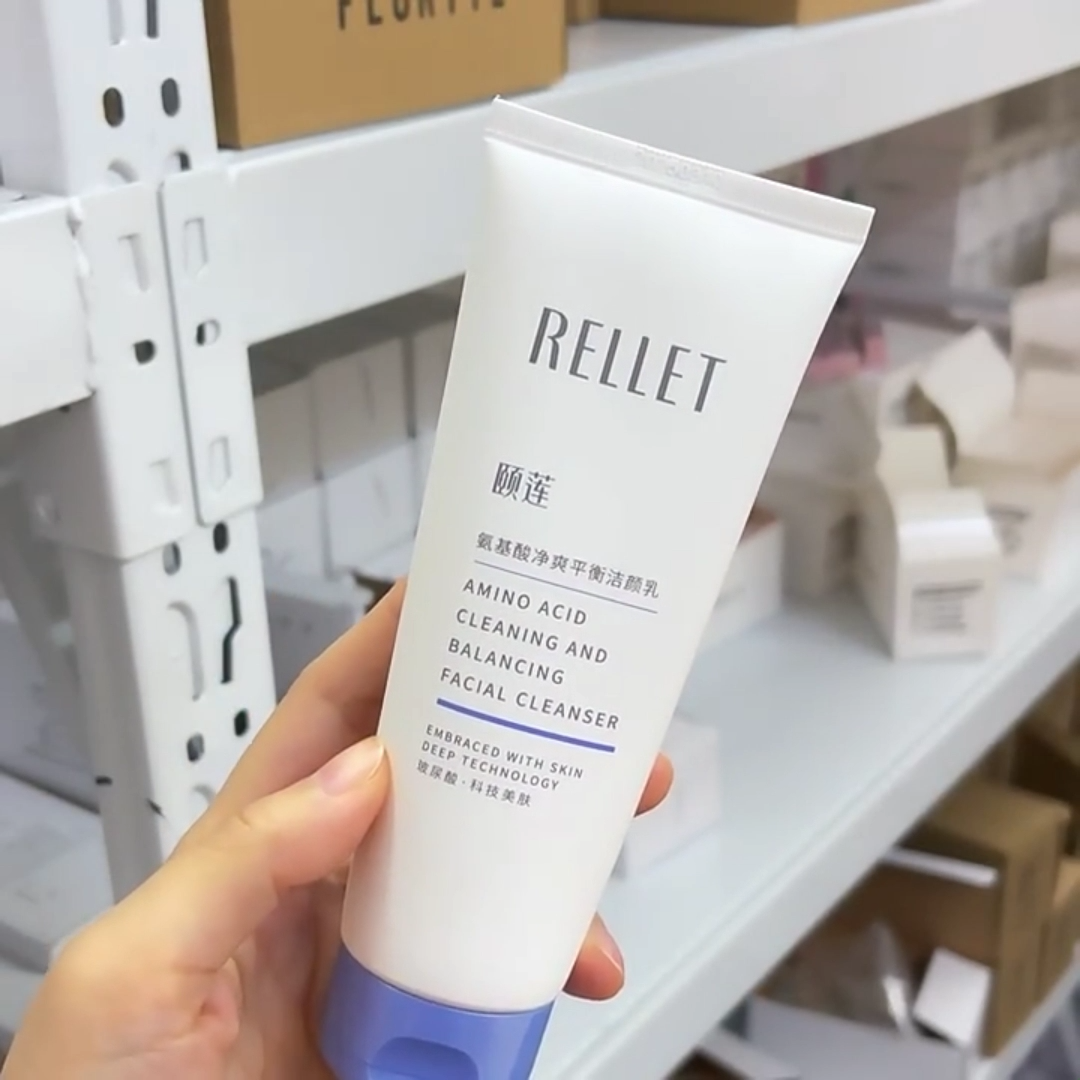 RELLET
颐莲
氨基酸净爽平衡洁颜乳
AMINO ACID
CLEANING AND
BALANCING
FACIAL CLEANSER
EMBRACED WITH SKIN
DEEP TECHNOLOGY
玻尿酸·科技美肤